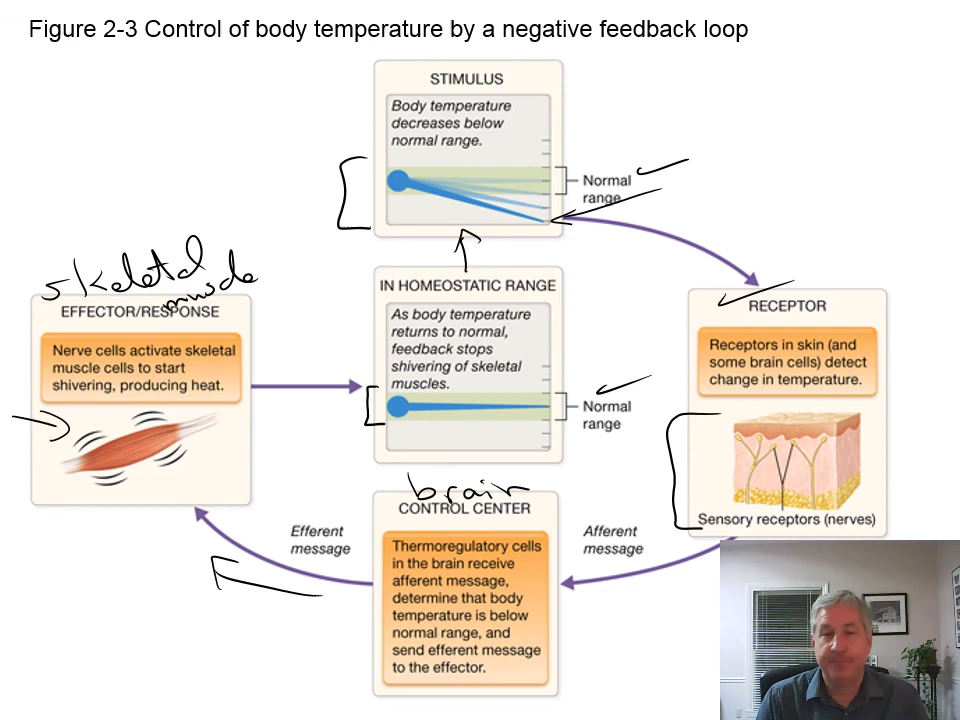 Figure 2-3 Control of body temperature by a negative feedback loop
STIMULUS
Body temperature
decreases below
normal range.
Normal
range
skeletal
muscle
EFFECTOR/RESPONSE
Nerve cells activate skeletal
muscle cells to start
shivering, producing heat.
IN HOMEOSTATIC RANGE
As body temperature
returns to normal,
feedback stops
shivering of skeletal
muscles.
Normal
range
RECEPTOR
Receptors in skin (and
some brain cells) detect
change in temperature.
Sensory receptors (nerves)
Efferent
message
brain
CONTROL CENTER
Thermoregulatory cells
in the brain receive
afferent message,
determine that body
temperature is below
normal range, and
send efferent message
to the effector.
Afferent
message